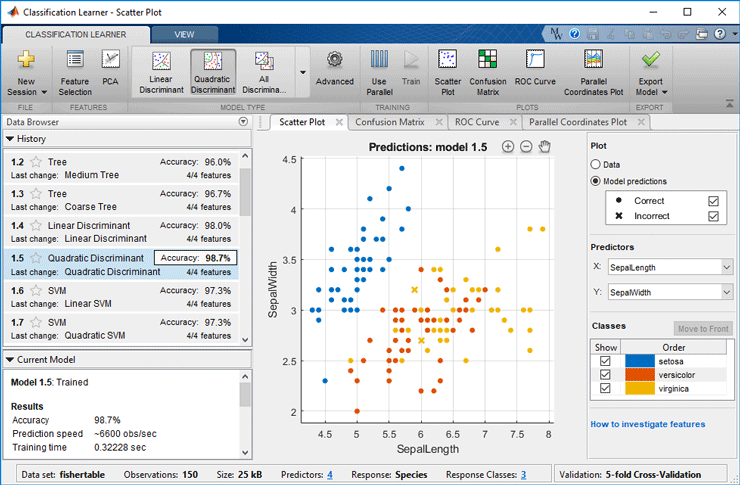 Classification Learner - Scatter Plot
CLASSIFICATION LEARNER VIEW
New Session
Feature Selection
PCA
Linear Discriminant
Quadratic Discriminant
All Discrimina...
Advanced
Use Parallel
Train
Scatter Plot
Confusion Matrix
ROC Curve
Parallel Coordinates Plot
Export Model
FILE FEATURES MODEL TYPE TRAINING PLOTS EXPORT
Data Browser
History
1.2 Tree Accuracy: 96.0%
Last change: Medium Tree 4/4 features
1.3 Tree Accuracy: 96.7%
Last change: Coarse Tree 4/4 features
1.4 Linear Discriminant Accuracy: 98.0%
Last change: Linear Discriminant 4/4 features
1.5 Quadratic Discriminant Accuracy: 98.7%
Last change: Quadratic Discriminant 4/4 features
1.6 SVM Accuracy: 97.3%
Last change: Linear SVM 4/4 features
1.7 SVM Accuracy: 97.3%
Last change: Quadratic SVM 4/4 features
Current Model
Model 1.5: Trained
Results
Accuracy 98.7%
Prediction speed ~6600 obs/sec
Training time 0.32228 secs
Scatter Plot Confusion Matrix ROC Curve Parallel Coordinates Plot
Predictions: model 1.5
4.5
4
3.5
3
2.5
2
SepalWidth
4.5 5 5.5 6 6.5 7 7.5 8
SepalLength
Plot
Data
Model predictions
Correct
Incorrect
Predictors
X: SepalLength
Y: SepalWidth
Classes Move to Front
Show Order
setosa
versicolor
virginica
How to investigate features
Data set: fishertable Observations: 150 Size: 25 kB Predictors: 4 Response: Species Response Classes: 3 Validation: 5-fold Cross-Validation